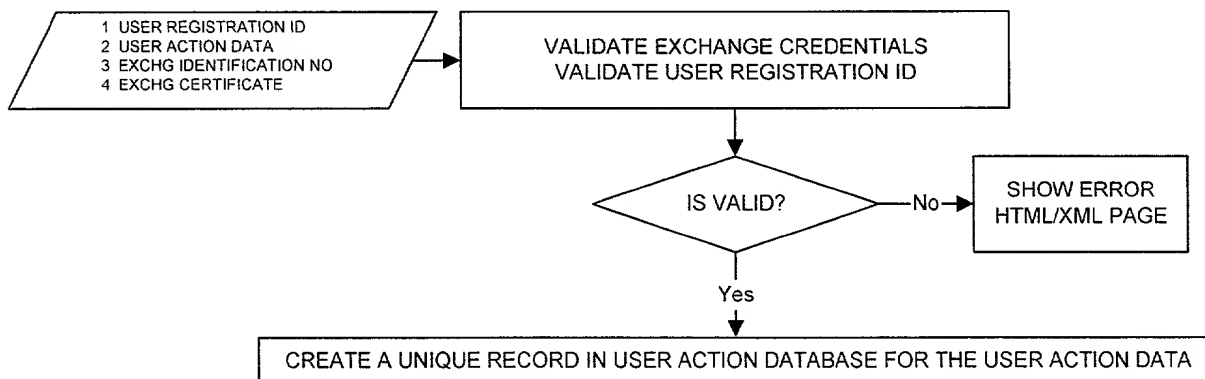 1 USER REGISTRATION ID
2 USER ACTION DATA
3 EXCHG IDENTIFICATION NO
4 EXCHG CERTIFICATE
VALIDATE EXCHANGE CREDENTIALS
VALIDATE USER REGISTRATION ID
IS VALID?
No
SHOW ERROR
HTML/XML PAGE
Yes
CREATE A UNIQUE RECORD IN USER ACTION DATABASE FOR THE USER ACTION DATA